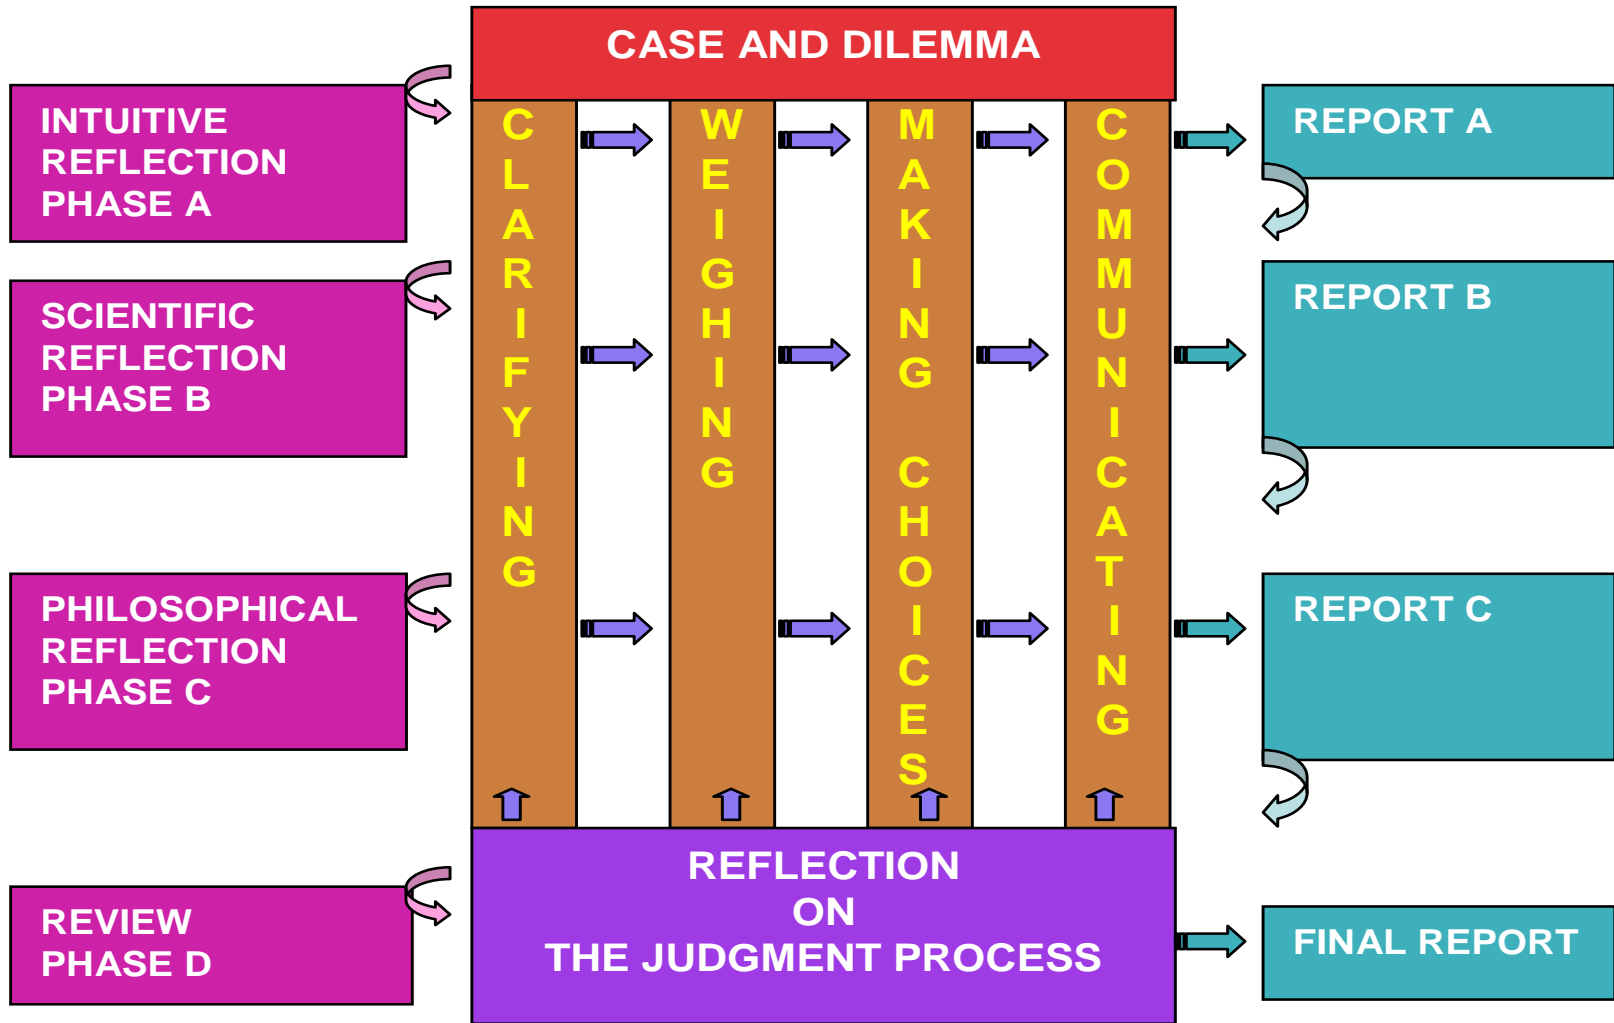 CASE AND DILEMMA
INTUITIVE
REFLECTION
PHASE A
SCIENTIFIC
REFLECTION
PHASE B
PHILOSOPHICAL
REFLECTION
PHASE C
REVIEW
PHASE D
CLARIFYING
WEIGHING
MAKING CHOICES
COMMUNICATING
REFLECTION
ON
THE JUDGMENT PROCESS
REPORT A
REPORT B
REPORT C
FINAL REPORT